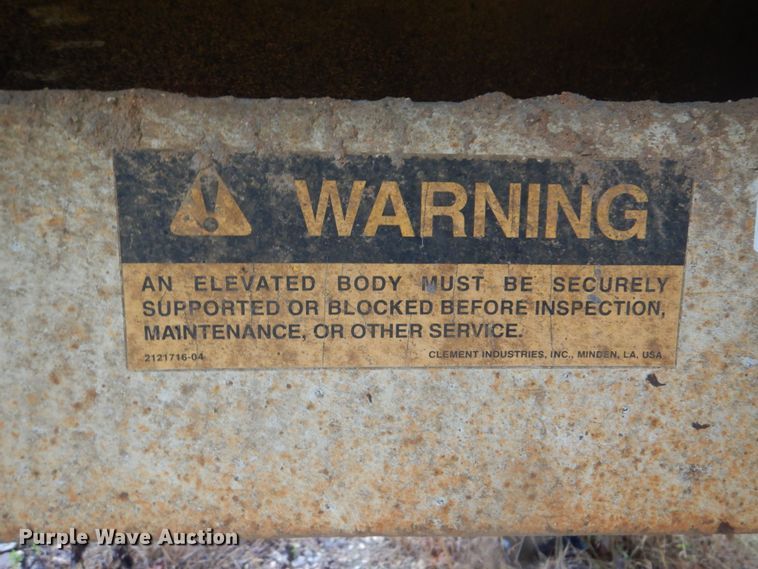 WARNING
AN ELEVATED BODY MUST BE SECURELY
SUPPORTED OR BLOCKED BEFORE INSPECTION,
MAINTENANCE, OR OTHER SERVICE.
2121716-04 CLEMENT INDUSTRIES, INC., MINDEN, LA. USA
Purple Wave Auction